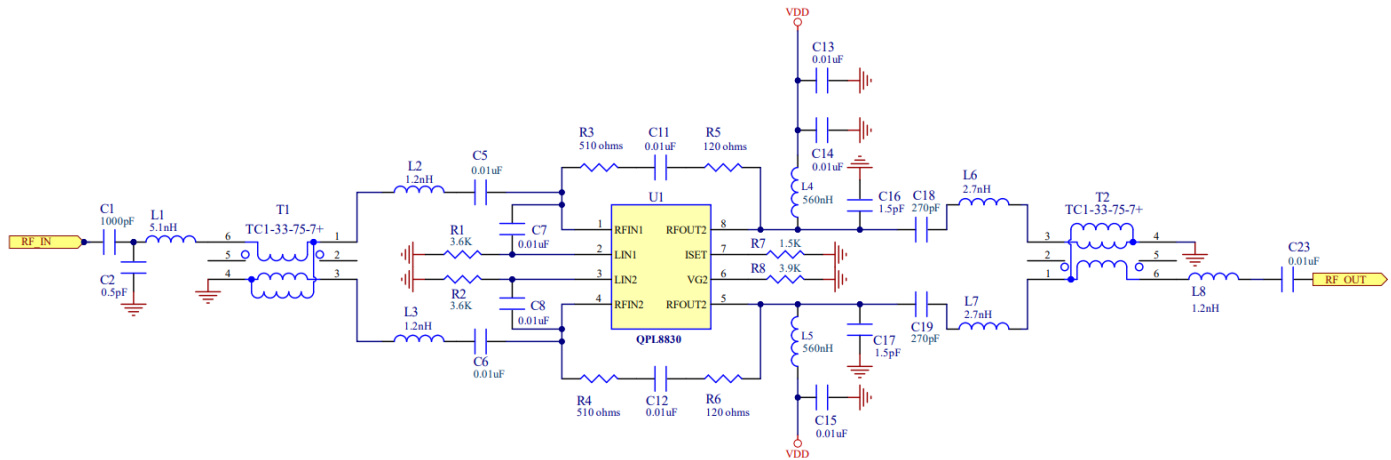 VDD
C13
0.01uF
C14
0.01uF
R3
510 ohms
C11
0.01uF
R5
120 ohms
L2
1.2nH
C5
0.01uF
L4
560nH
C16
1.5pF
C18
270pF
L6
2.7nH
T2
TC1-33-75-7+
U1
C1
1000pF
L1
5.1nH
T1
TC1-33-75-7+
RF_IN
6
1
5
2
4
3
C2
0.5pF
C7
0.01uF
R1
3.6K
R2
3.6K
C8
0.01uF
1
RFIN1
RFOUT2
8
2
LIN1
ISET
7
3
LIN2
VG2
6
4
RFIN2
RFOUT2
5
QPL8830
R7
1.5K
R8
3.9K
3
4
2
5
1
6
C23
0.01uF
RF_OUT
L8
1.2nH
L3
1.2nH
C6
0.01uF
L5
560nH
C17
1.5pF
C19
270pF
L7
2.7nH
R4
510 ohms
C12
0.01uF
R6
120 ohms
C15
0.01uF
VDD